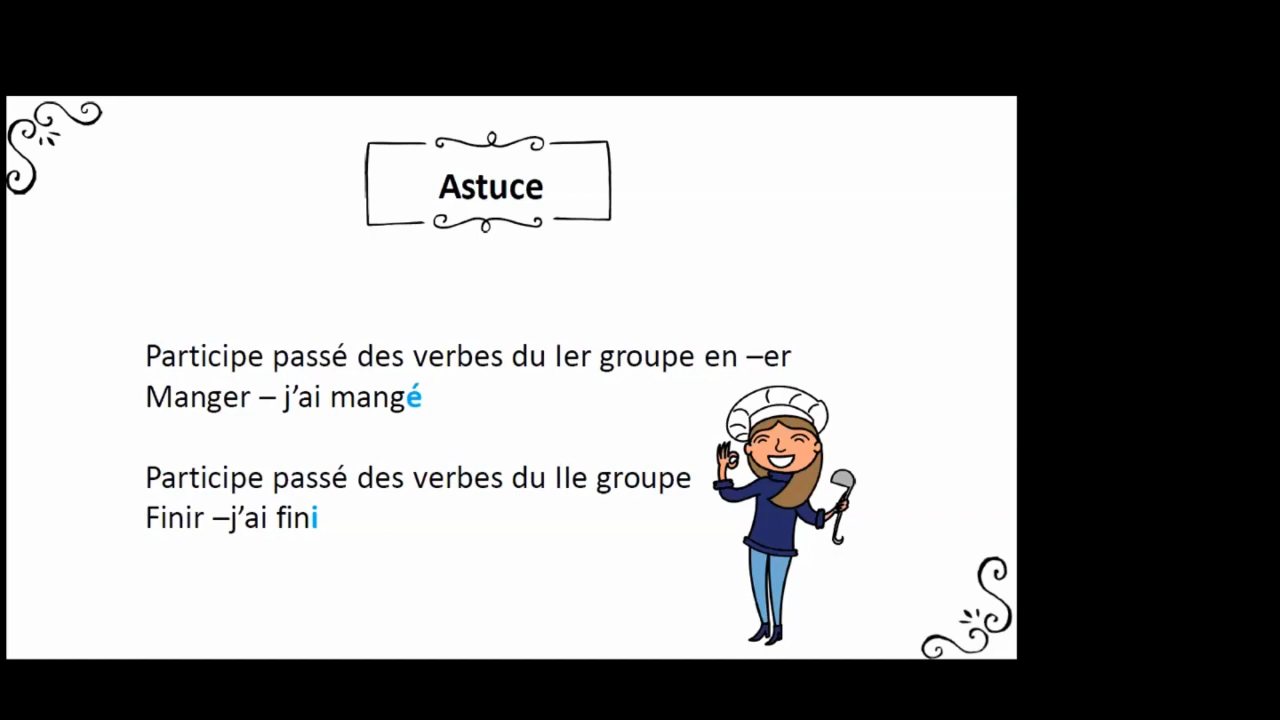 Astuce
Participe passé des verbes du Ier groupe en –er
Manger – j’ai mangé
Participe passé des verbes du IIe groupe
Finir –j’ai fini